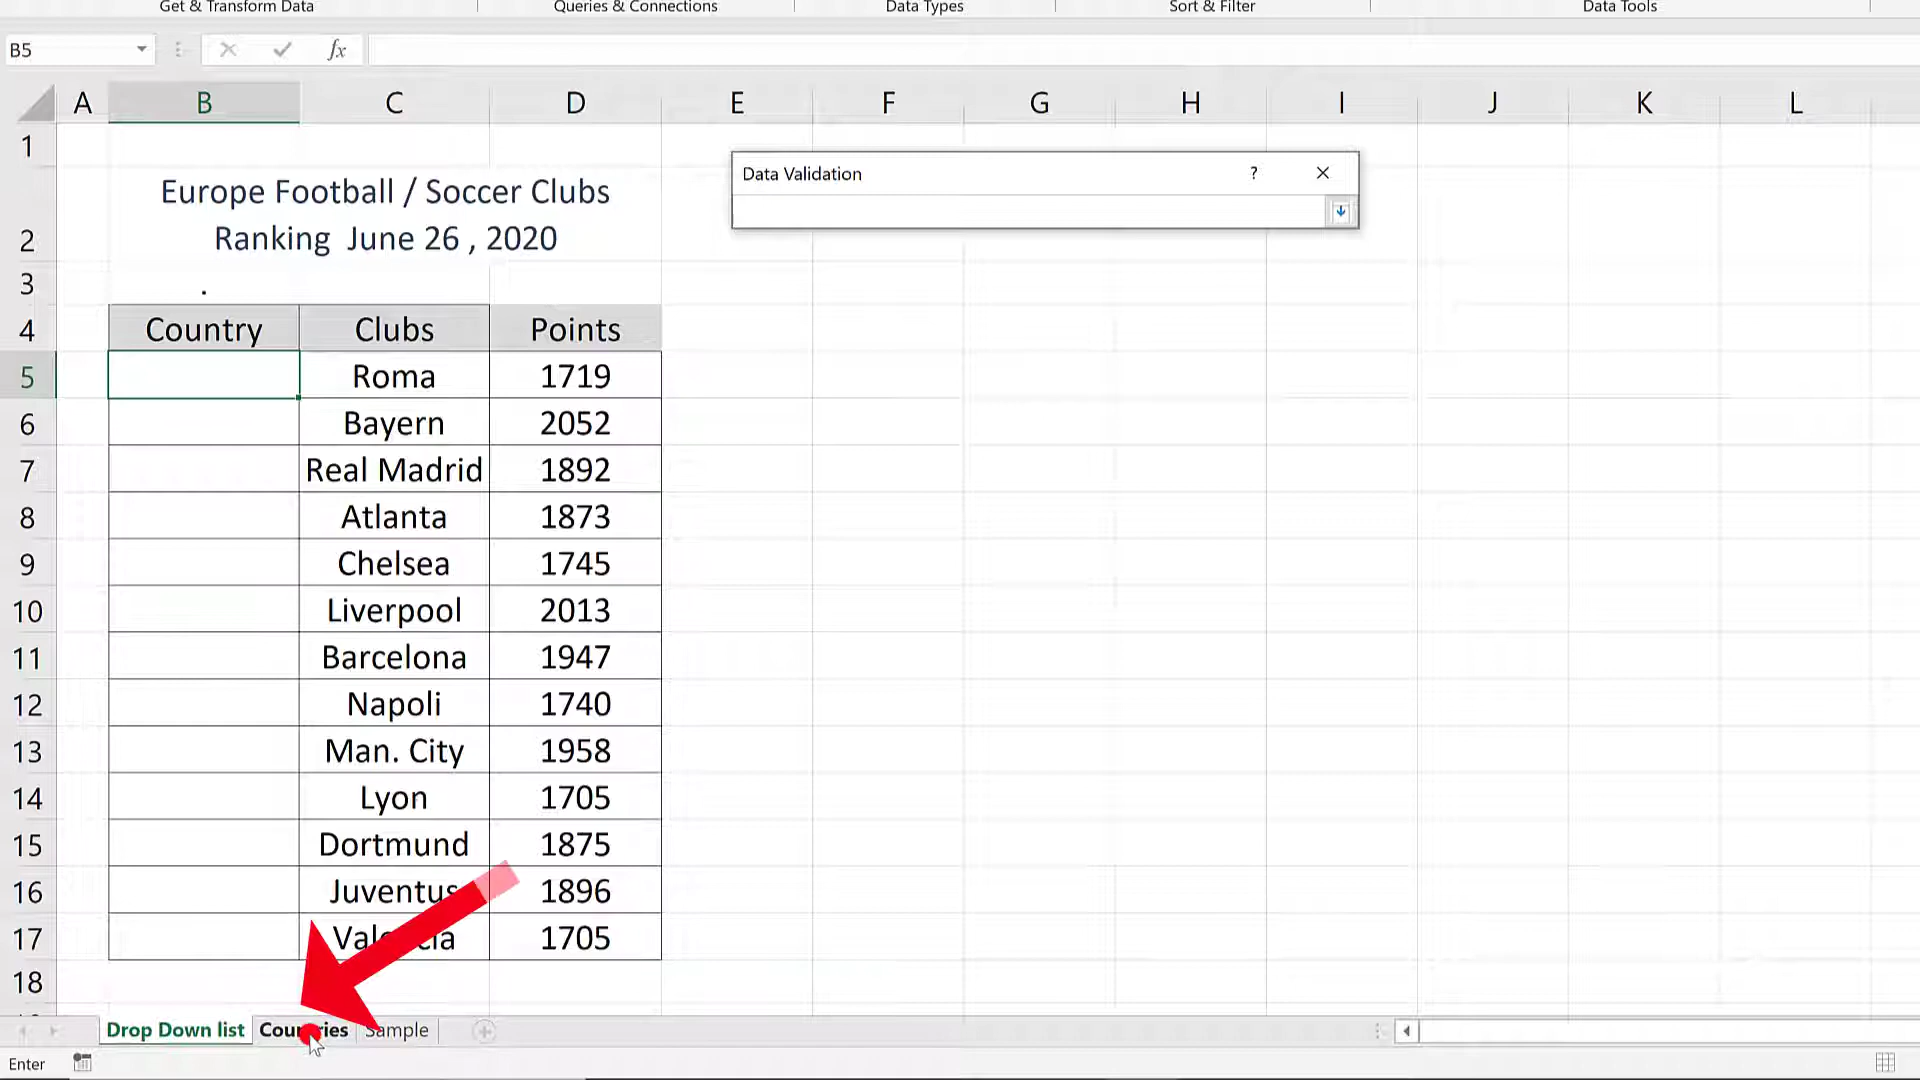 Get & Transform Data Queries & Connections Data Types Sort & Filter Data Tools
B5 fx
A B C D E F G H I J K L
1
Data Validation ?
Europe Football / Soccer Clubs
2 Ranking June 26 , 2020
3 .
4 Country Clubs Points
5 Roma 1719
6 Bayern 2052
7 Real Madrid 1892
8 Atlanta 1873
9 Chelsea 1745
10 Liverpool 2013
11 Barcelona 1947
12 Napoli 1740
13 Man. City 1958
14 Lyon 1705
15 Dortmund 1875
16 Juventus 1896
17 Valencia 1705
18
Drop Down list Countries Sample
Enter